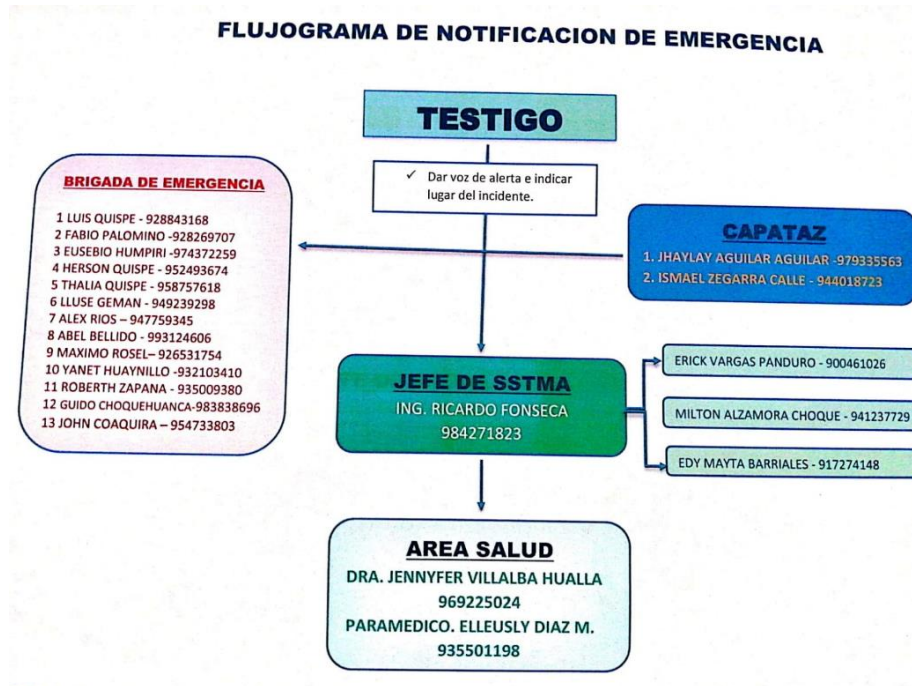 FLUJOGRAMA DE NOTIFICACION DE EMERGENCIA
TESTIGO
✓ Dar voz de alerta e indicar
lugar del incidente.
BRIGADA DE EMERGENCIA
1 LUIS QUISPE - 928843168
2 FABIO PALOMINO -928269707
3 EUSEBIO HUMPIRI -974372259
4 HERSON QUISPE - 952493674
5 THALIA QUISPE - 958757618
6 LLUSE GEMAN - 949239298
7 ALEX RIOS – 947759345
8 ABEL BELLIDO - 993124606
9 MAXIMO ROSEL– 926531754
10 YANET HUAYNILLO -932103410
11 ROBERTH ZAPANA - 935009380
12 GUIDO CHOQUEHUANCA-983838696
13 JOHN COAQUIRA – 954733803
CAPATAZ
1. JHAYLAY AGUILAR AGUILAR -979335563
2. ISMAEL ZEGARRA CALLE - 944018723
JEFE DE SSTMA
ING. RICARDO FONSECA
984271823
ERICK VARGAS PANDURO - 900461026
MILTON ALZAMORA CHOQUE - 941237729
EDY MAYTA BARRIALES - 917274148
AREA SALUD
DRA. JENNYFER VILLALBA HUALLA
969225024
PARAMEDICO. ELLEUSLY DIAZ M.
935501198